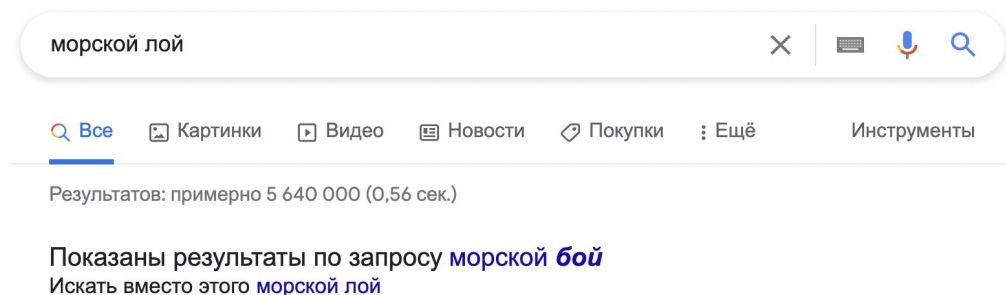 морской лой
Все Картинки Видео Новости Покупки Ещё Инструменты
Результатов: примерно 5 640 000 (0,56 сек.)
Показаны результаты по запросу морской бой
Искать вместо этого морской лой